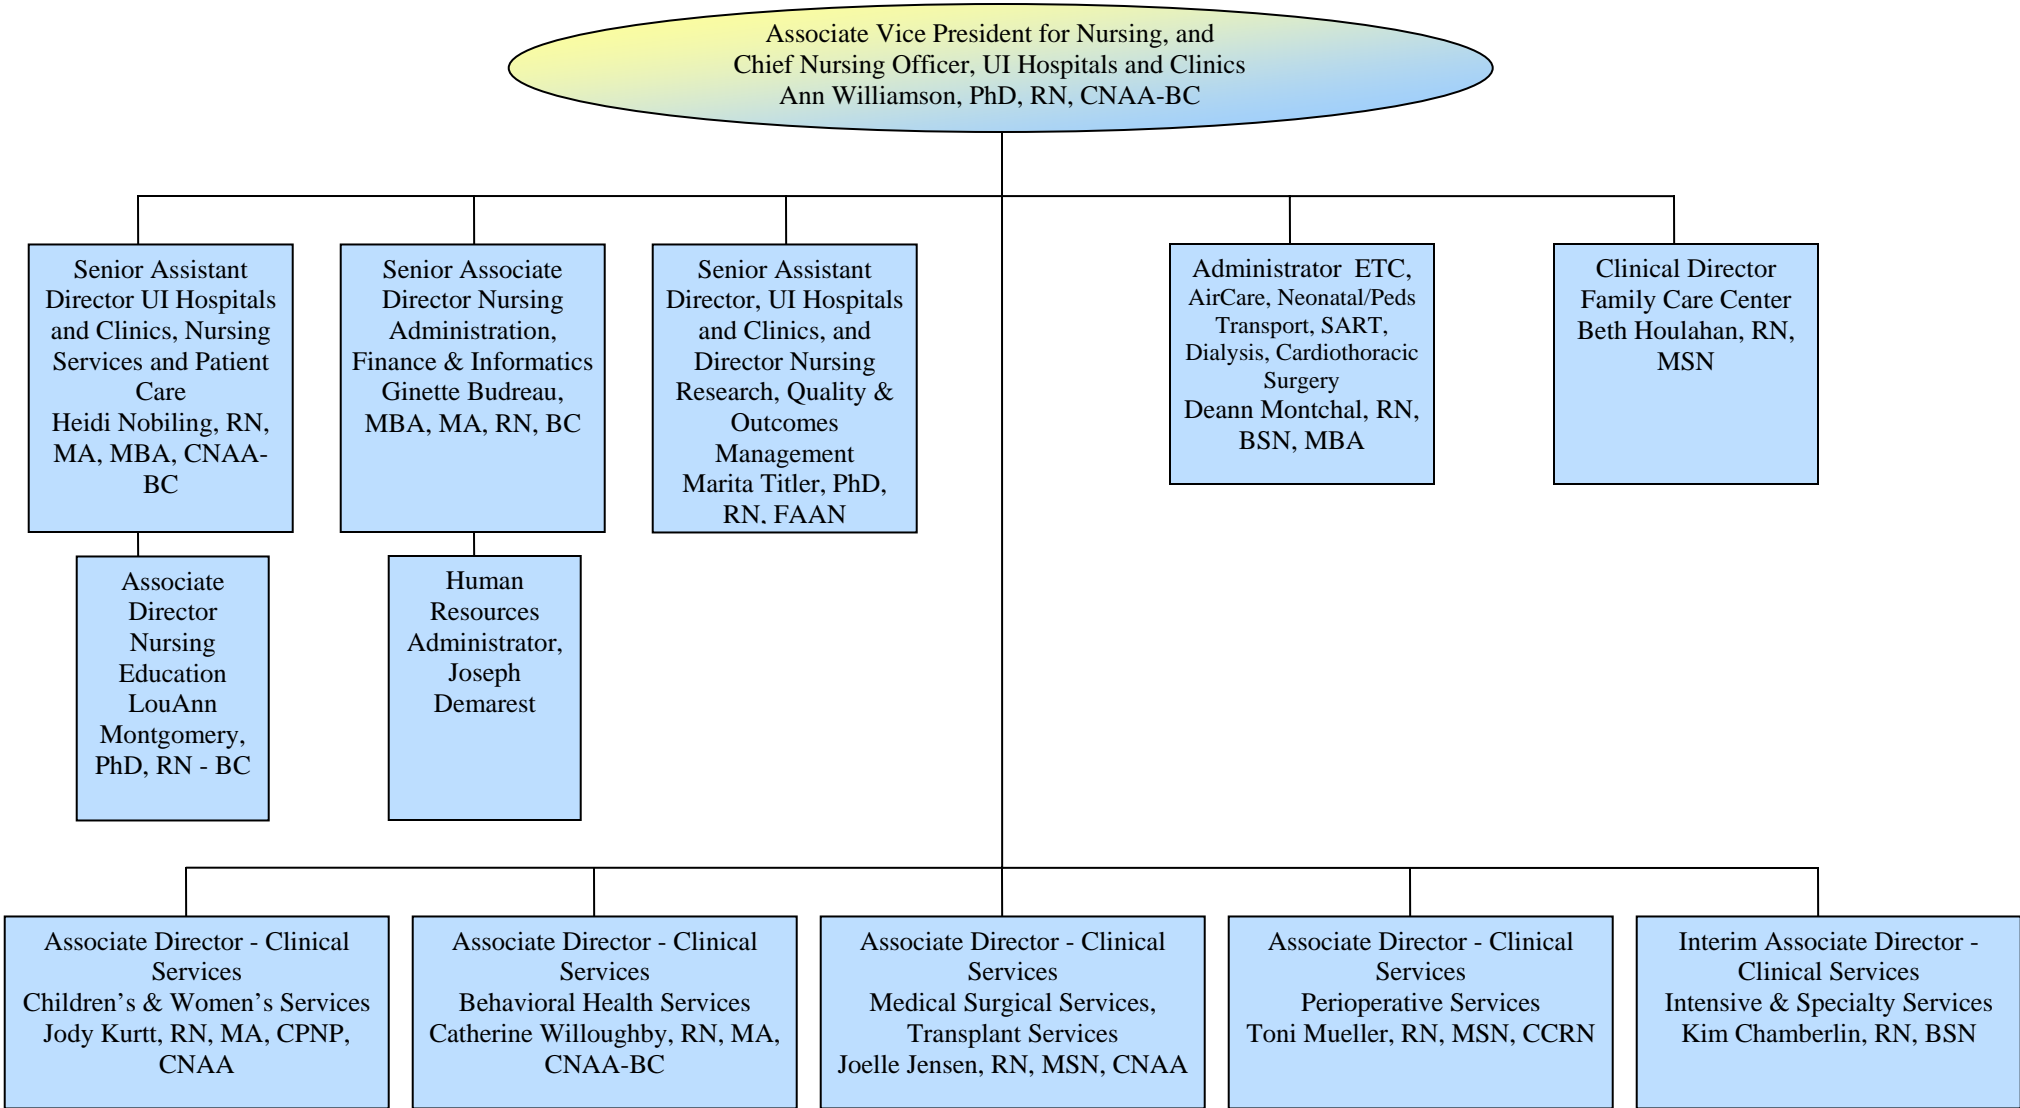 Associate Vice President for Nursing, and
Chief Nursing Officer, UI Hospitals and Clinics
Ann Williamson, PhD, RN, CNAA-BC
Senior Assistant
Director UI Hospitals
and Clinics, Nursing
Services and Patient
Care
Heidi Nobiling, RN,
MA, MBA, CNAA-
BC
Senior Associate
Director Nursing
Administration,
Finance & Informatics
Ginette Budreau,
MBA, MA, RN, BC
Senior Assistant
Director, UI Hospitals
and Clinics, and
Director Nursing
Research, Quality &
Outcomes
Management
Marita Titler, PhD,
RN, FAAN
Administrator  ETC,
AirCare, Neonatal/Peds
Transport, SART,
Dialysis, Cardiothoracic
Surgery
Deann Montchal, RN,
BSN, MBA
Clinical Director
Family Care Center
Beth Houlahan, RN,
MSN
Associate
Director
Nursing
Education
LouAnn
Montgomery,
PhD, RN - BC
Human
Resources
Administrator,
Joseph
Demarest
Associate Director - Clinical
Services
Children’s & Women’s Services
Jody Kurtt, RN, MA, CPNP,
CNAA
Associate Director - Clinical
Services
Behavioral Health Services
Catherine Willoughby, RN, MA,
CNAA-BC
Associate Director - Clinical
Services
Medical Surgical Services,
Transplant Services
Joelle Jensen, RN, MSN, CNAA
Associate Director - Clinical
Services
Perioperative Services
Toni Mueller, RN, MSN, CCRN
Interim Associate Director -
Clinical Services
Intensive & Specialty Services
Kim Chamberlin, RN, BSN